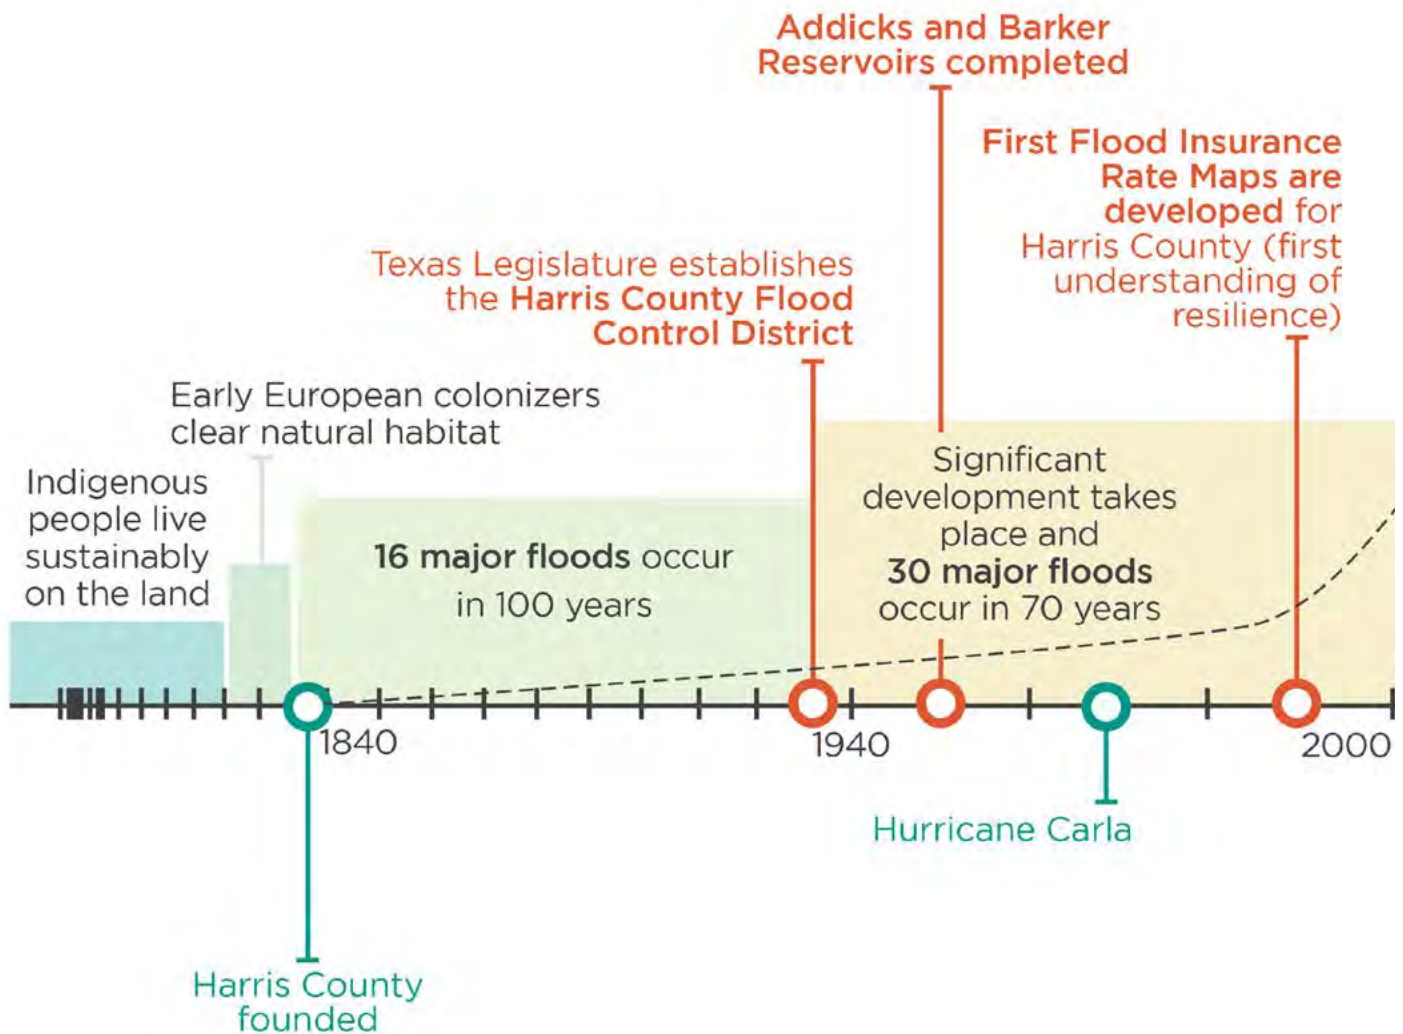 Addicks and Barker
Reservoirs completed
First Flood Insurance
Rate Maps are
developed for
Harris County (first
understanding of
resilience)
Texas Legislature establishes
the Harris County Flood
Control District
Early European colonizers
clear natural habitat
Indigenous
people live
sustainably
on the land
16 major floods occur
in 100 years
Significant
development takes
place and
30 major floods
occur in 70 years
1840
1940
2000
Hurricane Carla
Harris County
founded